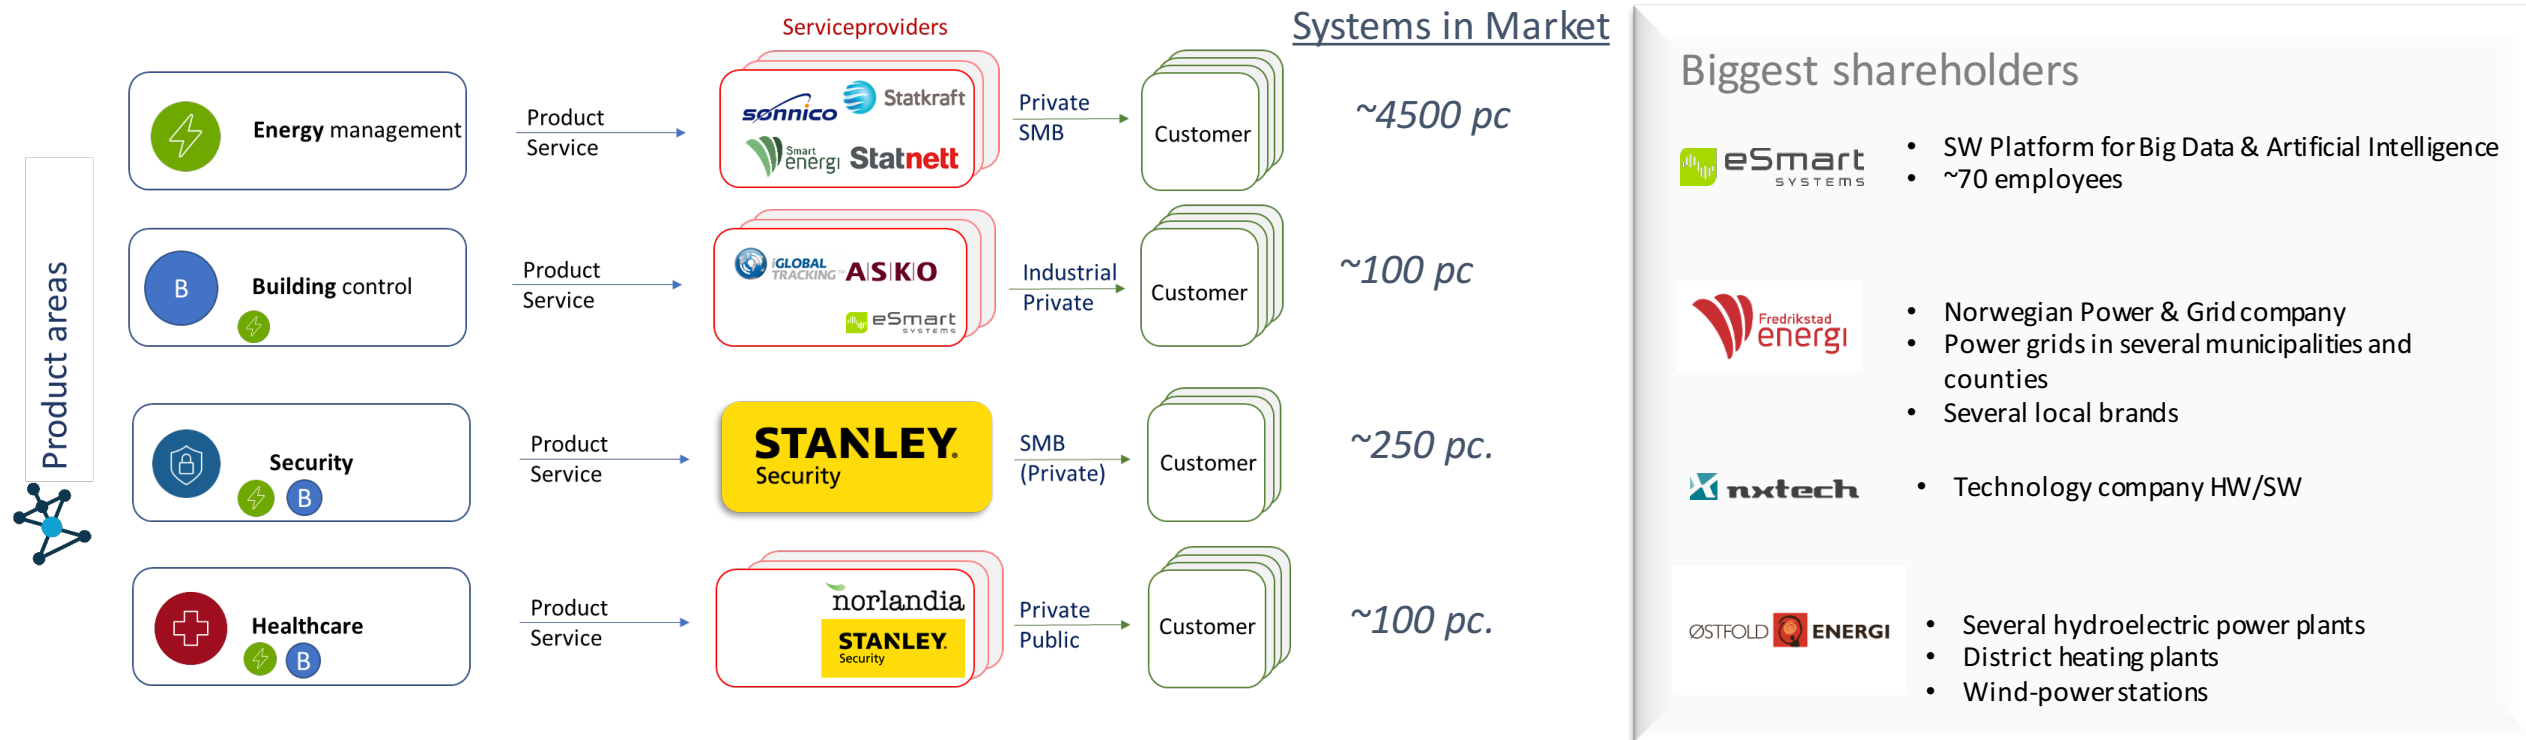 Product areas
Energy management
Product
Service
Serviceproviders
sønnico
Statkraft
Smart
energi
Statnett
Private
SMB
Customer
Systems in Market
~4500 pc
B
Building control
Product
Service
iGLOBAL
TRACKING™
ASKO
eSmart
SYSTEMS
Industrial
Private
Customer
~100 pc
Security
B
Product
Service
STANLEY.
Security
SMB
(Private)
Customer
~250 pc.
Healthcare
B
Product
Service
norlandia
STANLEY.
Security
Private
Public
Customer
~100 pc.
Biggest shareholders
eSmart
SYSTEMS
• SW Platform for Big Data & Artificial Intelligence
• ~70 employees
Fredrikstad
energi
• Norwegian Power & Grid company
• Power grids in several municipalities and
counties
• Several local brands
nxtech
• Technology company HW/SW
ØSTFOLD ENERGI
• Several hydroelectric power plants
• District heating plants
• Wind-power stations